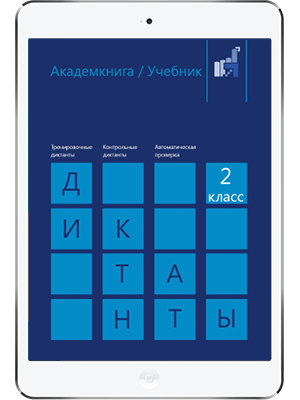 Академкнига / Учебник
Тренировочные диктанты
Контрольные диктанты
Автоматическая проверка
Д 2 класс
И К
Т А
Н Т Ы